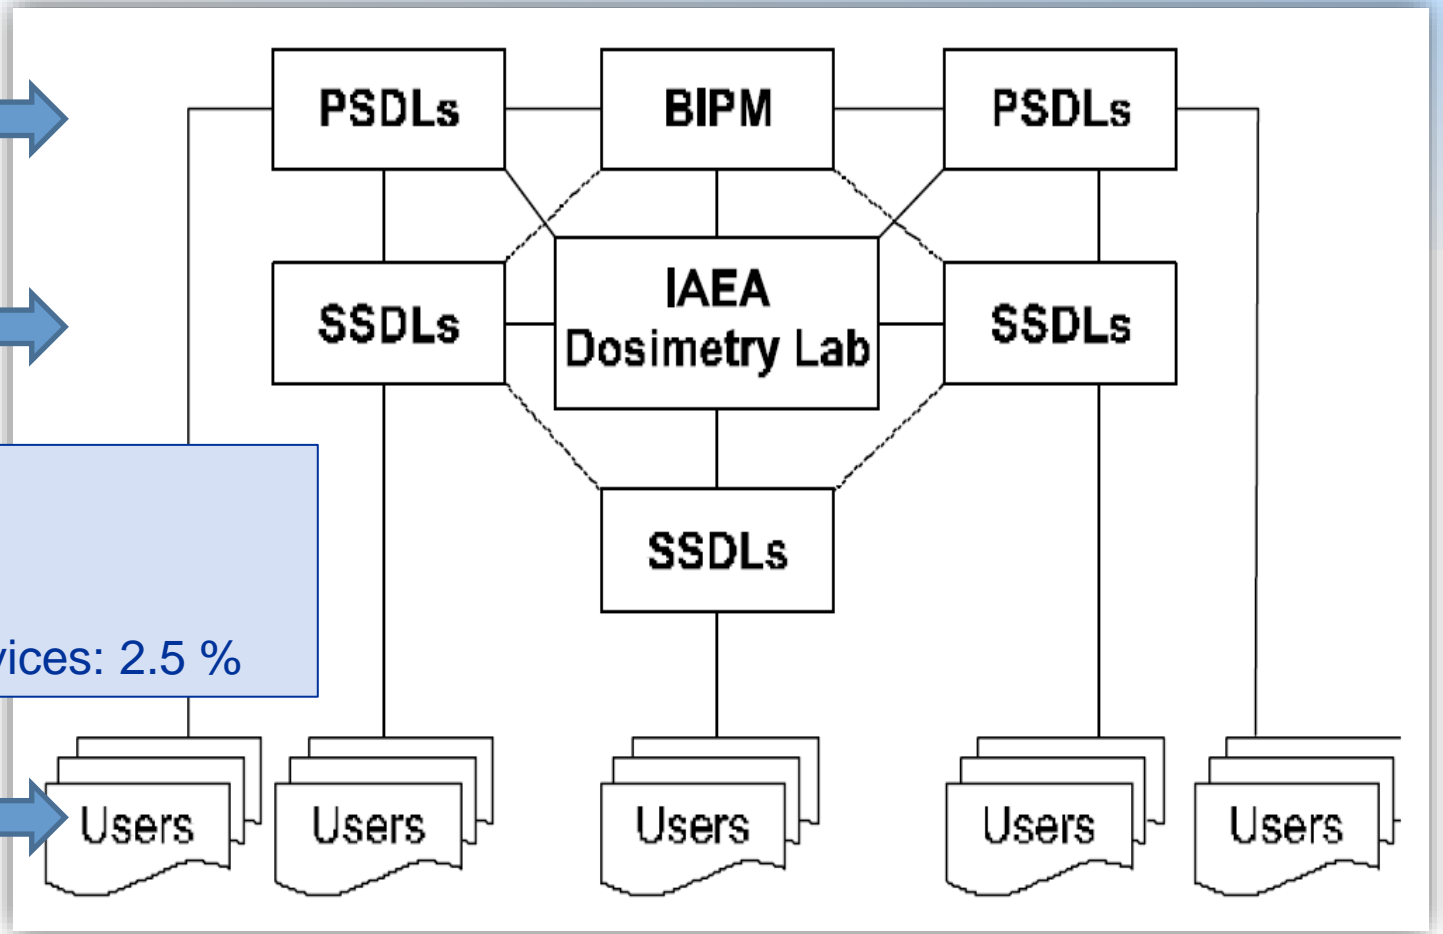 PSDLs
BIPM
PSDLs
SSDLs
IAEA
Dosimetry Lab
SSDLs
SSDLs
vices: 2.5 %
Users
Users
Users
Users
Users